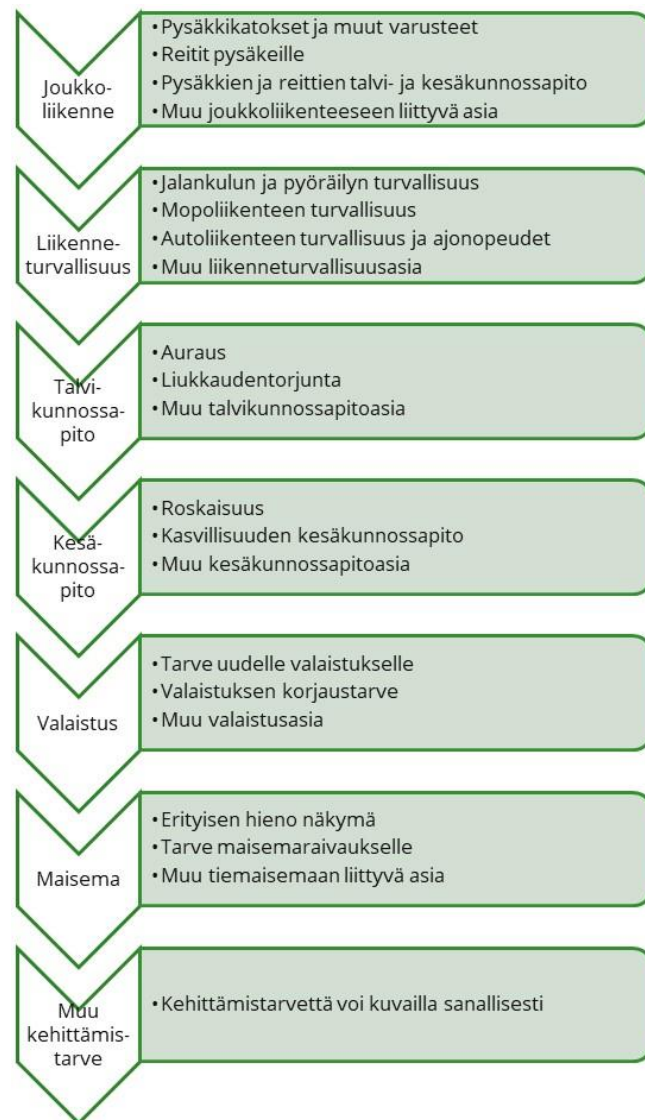 Joukko-
liikenne
•Pysäkkikatokset ja muut varusteet
•Reitit pysäkeille
•Pysäkkien ja reittien talvi- ja kesäkunnossapito
•Muu joukkoliikenteeseen liittyvä asia
Liikenne-
turvallisuus
•Jalankulun ja pyöräilyn turvallisuus
•Mopoliikenteen turvallisuus
•Autoliikenteen turvallisuus ja ajonopeudet
•Muu liikenneturvallisuusasia
Talvi-
kunnossa-
pito
•Auraus
•Liukkaudentorjunta
•Muu talvikunnossapitoasia
Kesä-
kunnossa-
pito
•Roskaisuus
•Kasvillisuuden kesäkunnossapito
•Muu kesäkunnossapitoasia
Valaistus
•Tarve uudelle valaistukselle
•Valaistuksen korjaustarve
•Muu valaistusasia
Maisema
•Erityisen hieno näkymä
•Tarve maisemaraivaukselle
•Muu tiemaisemaan liittyvä asia
Muu
kehittämis-
tarve
•Kehittämistarvettä voi kuvailla sanallisesti